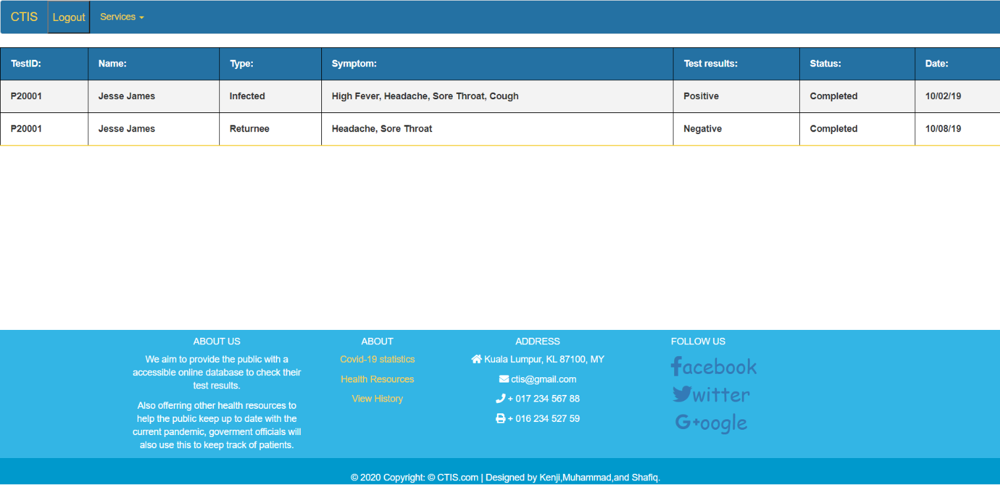 CTIS Logout Services
TestID: Name: Type: Symptom: Test results: Status: Date:
P20001 Jesse James Infected High Fever, Headache, Sore Throat, Cough Positive Completed 10/02/19
P20001 Jesse James Returnee Headache, Sore Throat Negative Completed 10/08/19
ABOUT US
We aim to provide the public with a
accessible online database to check their
test results.
Also offerring other health resources to
help the public keep up to date with the
current pandemic, goverment officials will
also use this to keep track of patients.
ABOUT
Covid-19 statistics
Health Resources
View History
ADDRESS
Kuala Lumpur, KL 87100, MY
ctis@gmail.com
+ 017 234 567 88
+ 016 234 527 59
FOLLOW US
facebook
witter
G+oogle
© 2020 Copyright: © CTIS.com | Designed by Kenji,Muhammad,and Shafiq.